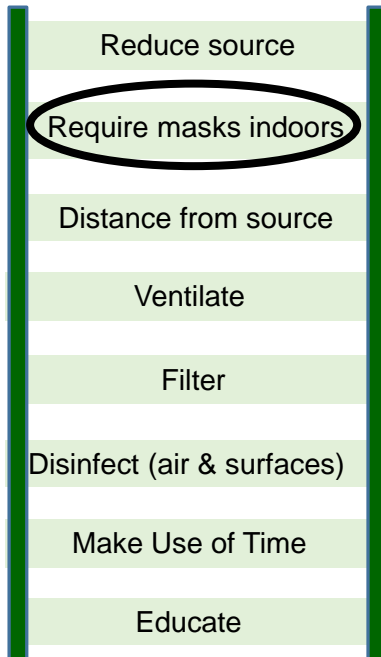 Reduce source
Require masks indoors
Distance from source
Ventilate
Filter
Disinfect (air & surfaces)
Make Use of Time
Educate